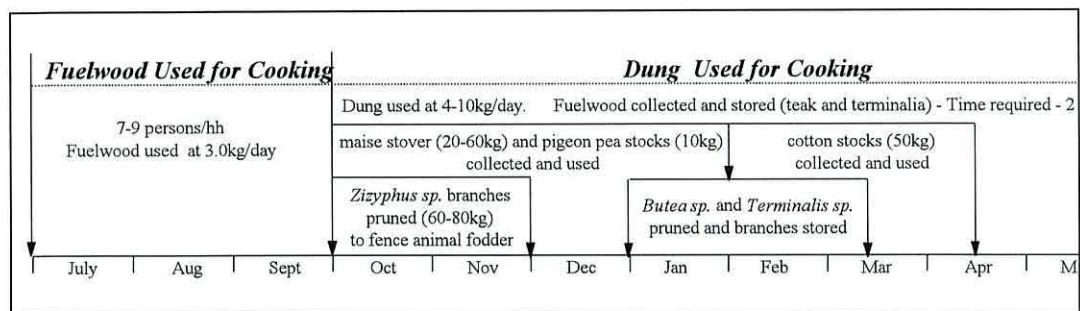 Fuelwood Used for Cooking
Dung Used for Cooking
7-9 persons/hh
Fuelwood used at 3.0kg/day
Dung used at 4-10kg/day. Fuelwood collected and stored (teak and terminalia) - Time required - 2
maise stover (20-60kg) and pigeon pea stocks (10kg)
collected and used
cotton stocks (50kg)
collected and used
Zizyphus sp. branches
pruned (60-80kg)
to fence animal fodder
Butea sp. and Terminalis sp.
pruned and branches stored
July Aug Sept Oct Nov Dec Jan Feb Mar Apr M